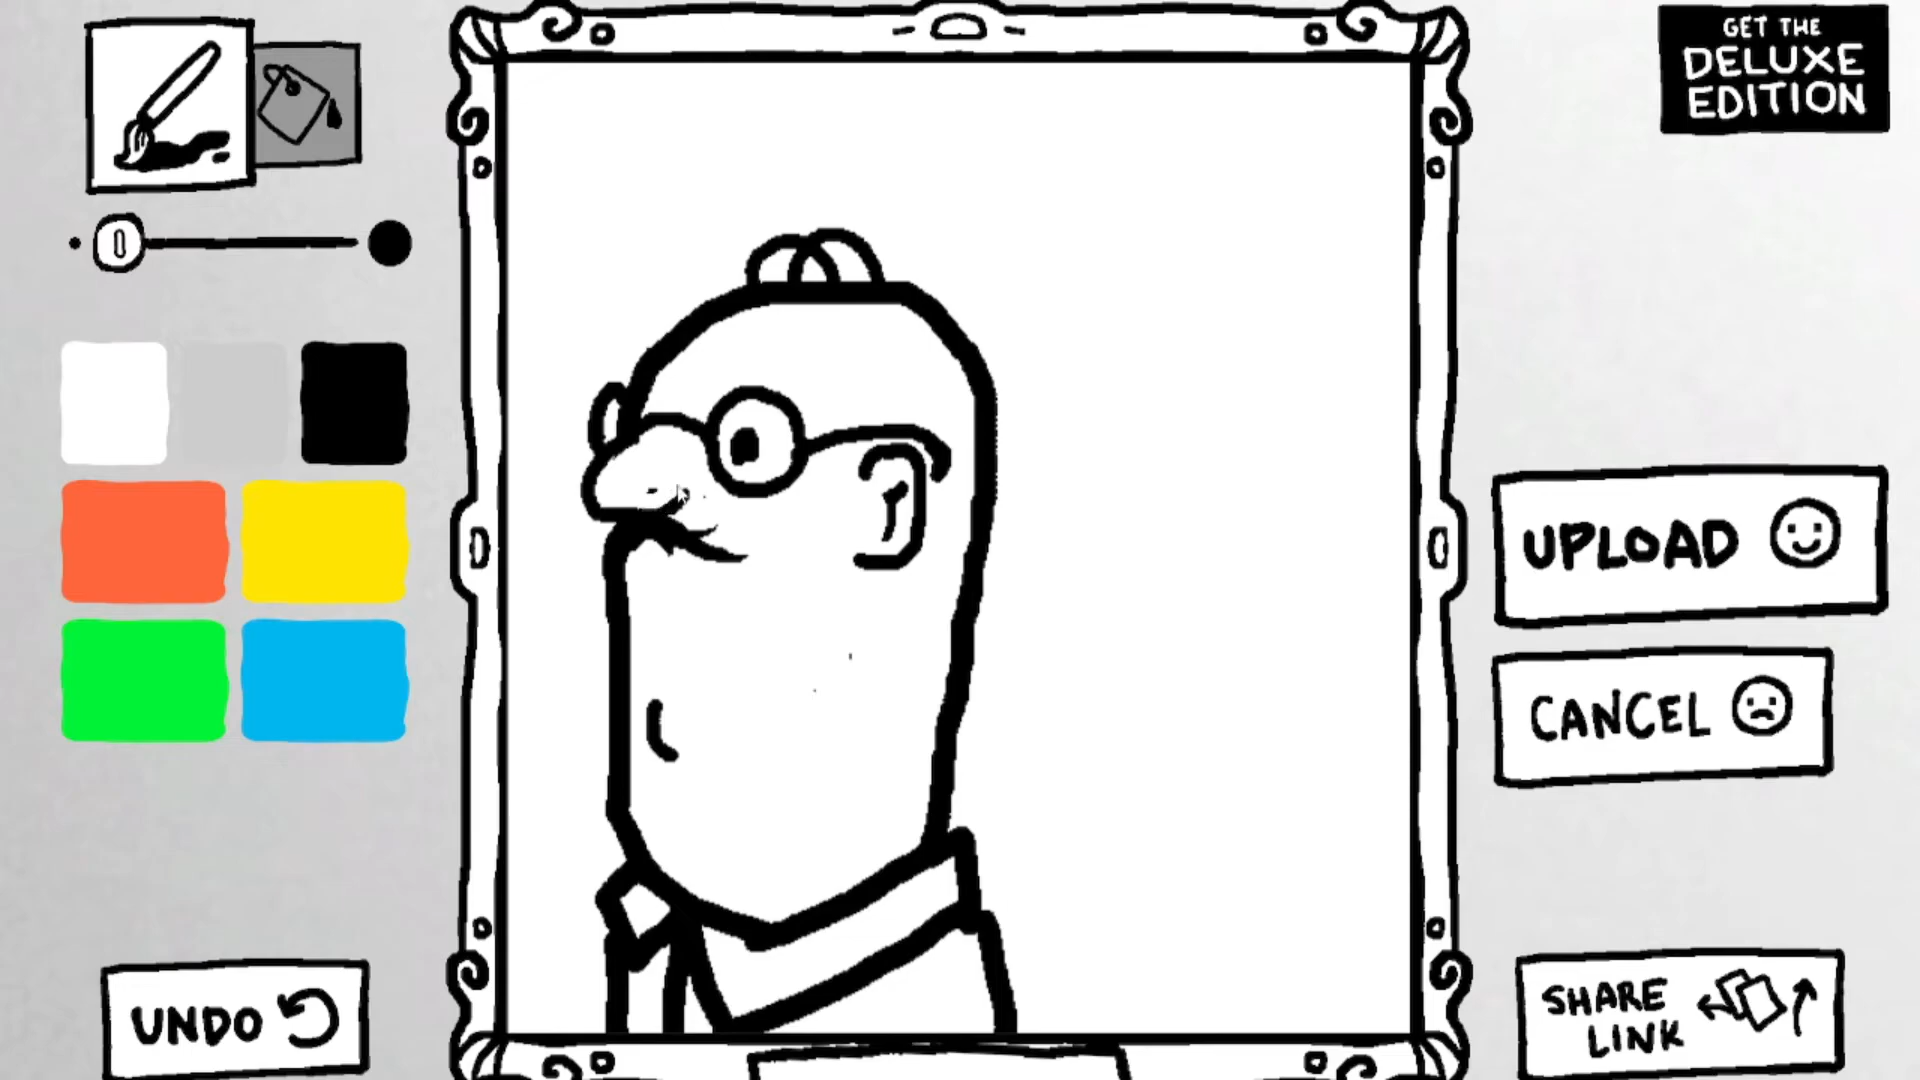 GET THE
DELUXE
EDITION
UPLOAD
CANCEL
UNDO
SHARE
LINK